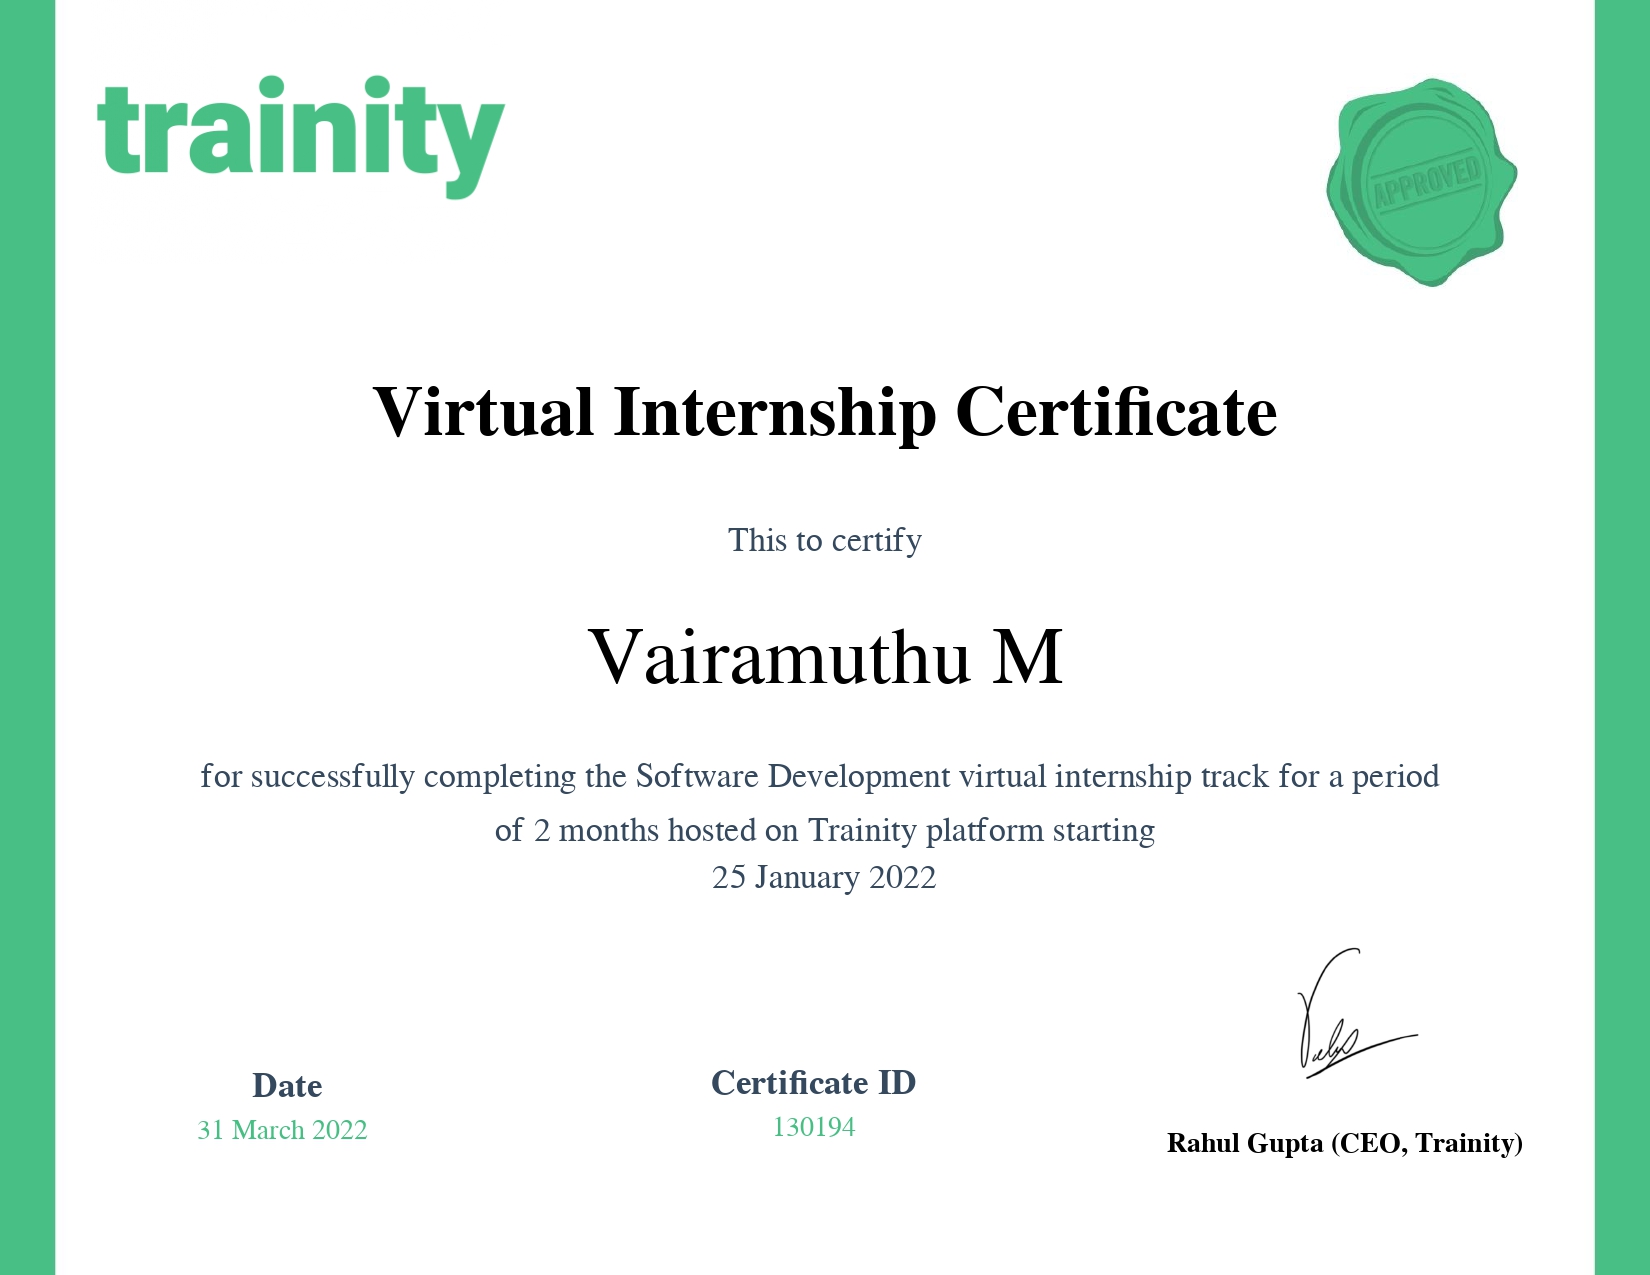 trainity
APPROVED
Virtual Internship Certificate
This to certify
Vairamuthu M
for successfully completing the Software Development virtual internship track for a period
of 2 months hosted on Trainity platform starting
25 January 2022
Date
31 March 2022
Certificate ID
130194
Rahul Gupta (CEO, Trainity)